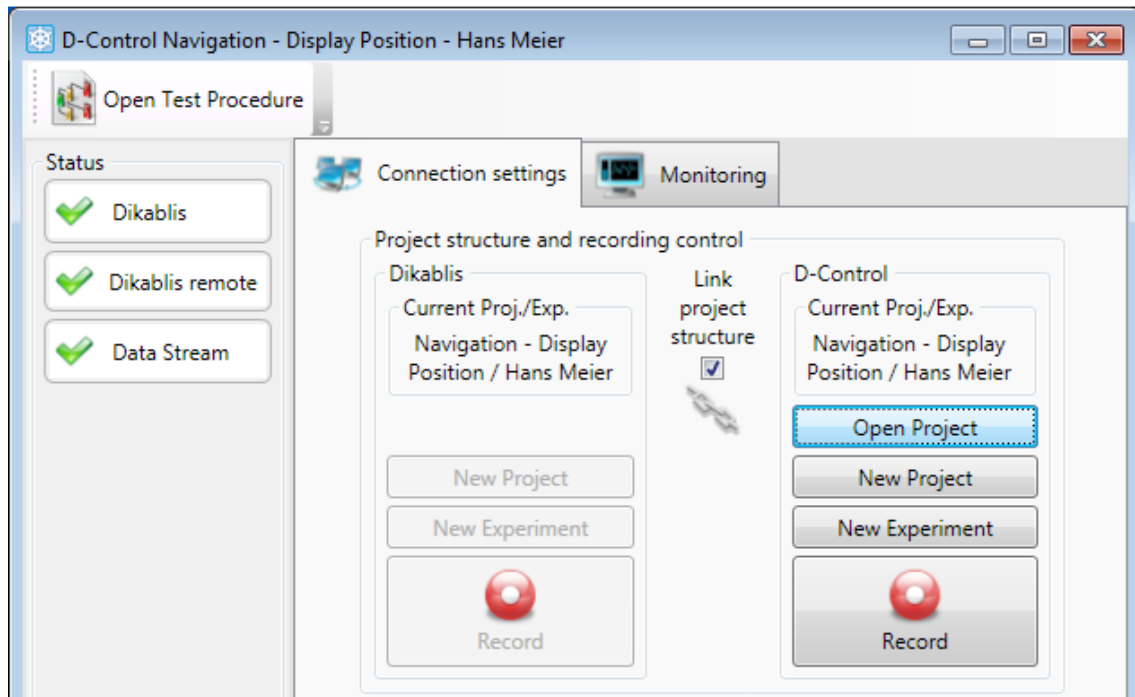 D-Control Navigation - Display Position - Hans Meier
Open Test Procedure
Status
Dikablis
Dikablis remote
Data Stream
Connection settings
Monitoring
Project structure and recording control
Dikablis
Current Proj./Exp.
Navigation - Display
Position / Hans Meier
New Project
New Experiment
Record
Link
project
structure
D-Control
Current Proj./Exp.
Navigation - Display
Position / Hans Meier
Open Project
New Project
New Experiment
Record